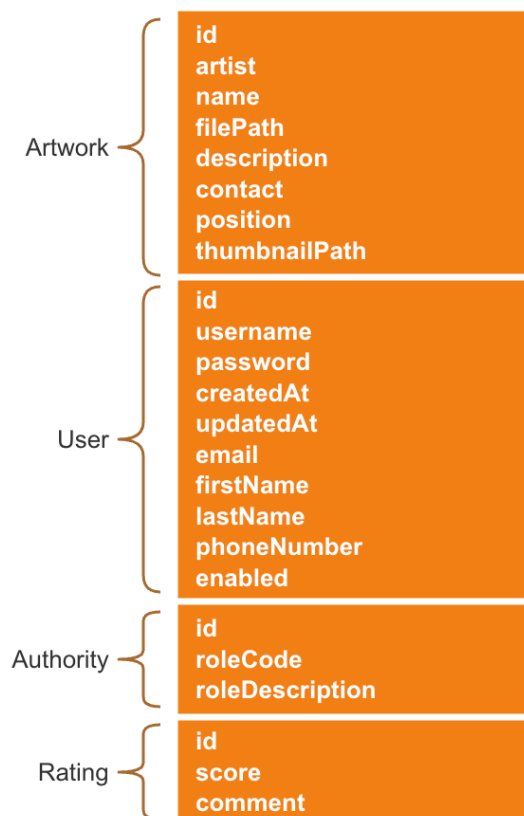 Artwork
id
artist
name
filePath
description
contact
position
thumbnailPath
User
id
username
password
createdAt
updatedAt
email
firstName
lastName
phoneNumber
enabled
Authority
id
roleCode
roleDescription
Rating
id
score
comment